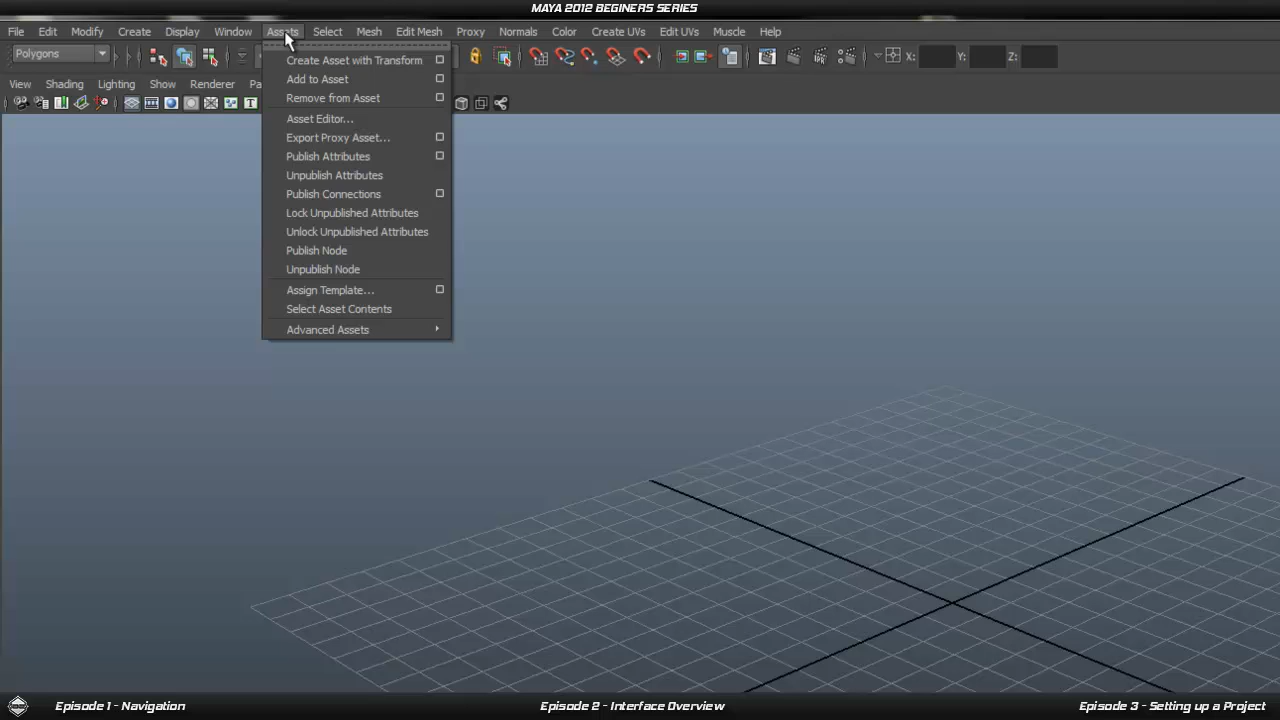 MAYA 2012 BEGINERS SERIES
File Edit Modify Create Display Window Assets Select Mesh Edit Mesh Proxy Normals Color Create UVs Edit UVs Muscle Help
Polygons X: Y: Z:
View Shading Lighting Show Renderer Pa
T
Create Asset with Transform
Add to Asset
Remove from Asset
Asset Editor...
Export Proxy Asset...
Publish Attributes
Unpublish Attributes
Publish Connections
Lock Unpublished Attributes
Unlock Unpublished Attributes
Publish Node
Unpublish Node
Assign Template...
Select Asset Contents
Advanced Assets
Episode 1 - Navigation Episode 2 - Interface Overview Episode 3 - Setting up a Project